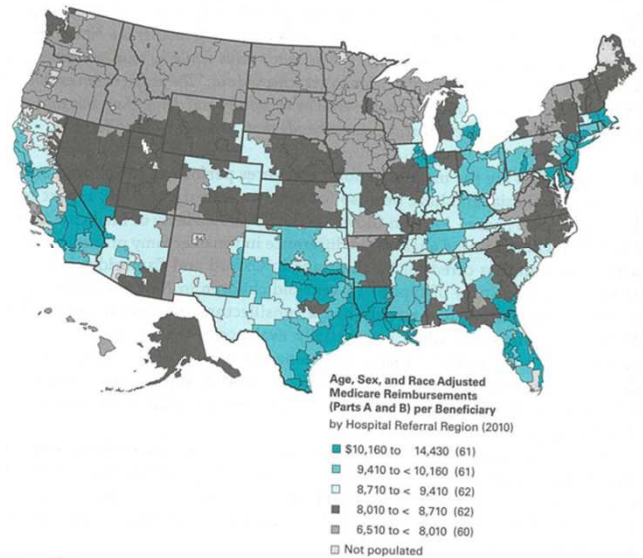 Age, Sex, and Race Adjusted
Medicare Reimbursements
(Parts A and B) per Beneficiary
by Hospital Referral Region (2010)
$10,160 to 14,430 (61)
9,410 to < 10,160 (61)
8,710 to < 9,410 (62)
8,010 to < 8,710 (62)
6,510 to < 8,010 (60)
Not populated